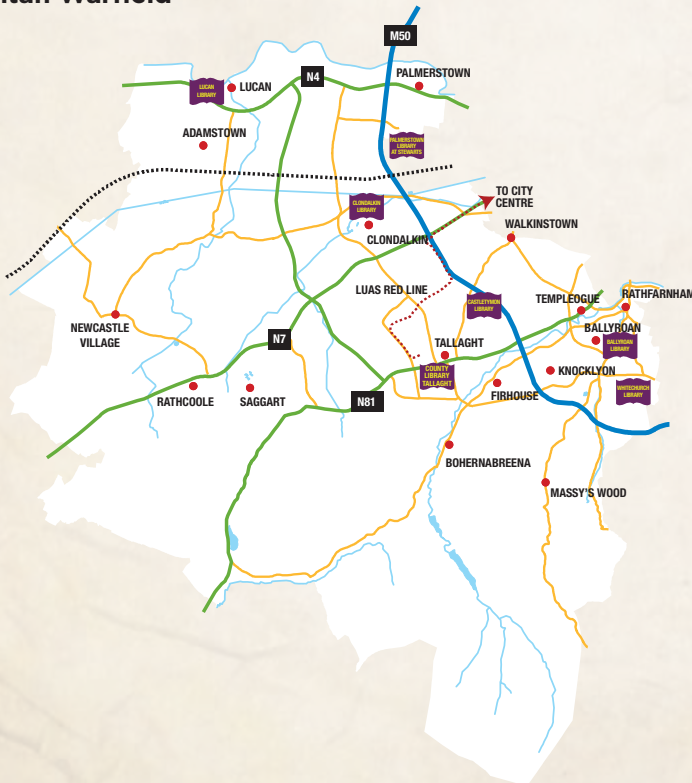 M50
N4
PALMERSTOWN
LUCAN
LIBRARY
LUCAN
ADAMSTOWN
PALMERSTOWN
LIBRARY
AT STEWARTS
TO CITY
CENTRE
CLONDALKIN
LIBRARY
WALKINSTOWN
CLONDALKIN
LUAS RED LINE
CASTLETYMON
LIBRARY
TEMPLEOGUE
RATHFARNHAM
NEWCASTLE
VILLAGE
BALLYROAN
N7
TALLAGHT
BALLYROAN
LIBRARY
COUNTY
LIBRARY
TALLAGHT
KNOCKLYON
RATHCOOLE
SAGGART
N81
FIRHOUSE
WHITECHURCH
LIBRARY
BOHERNABREENA
MASSY'S WOOD